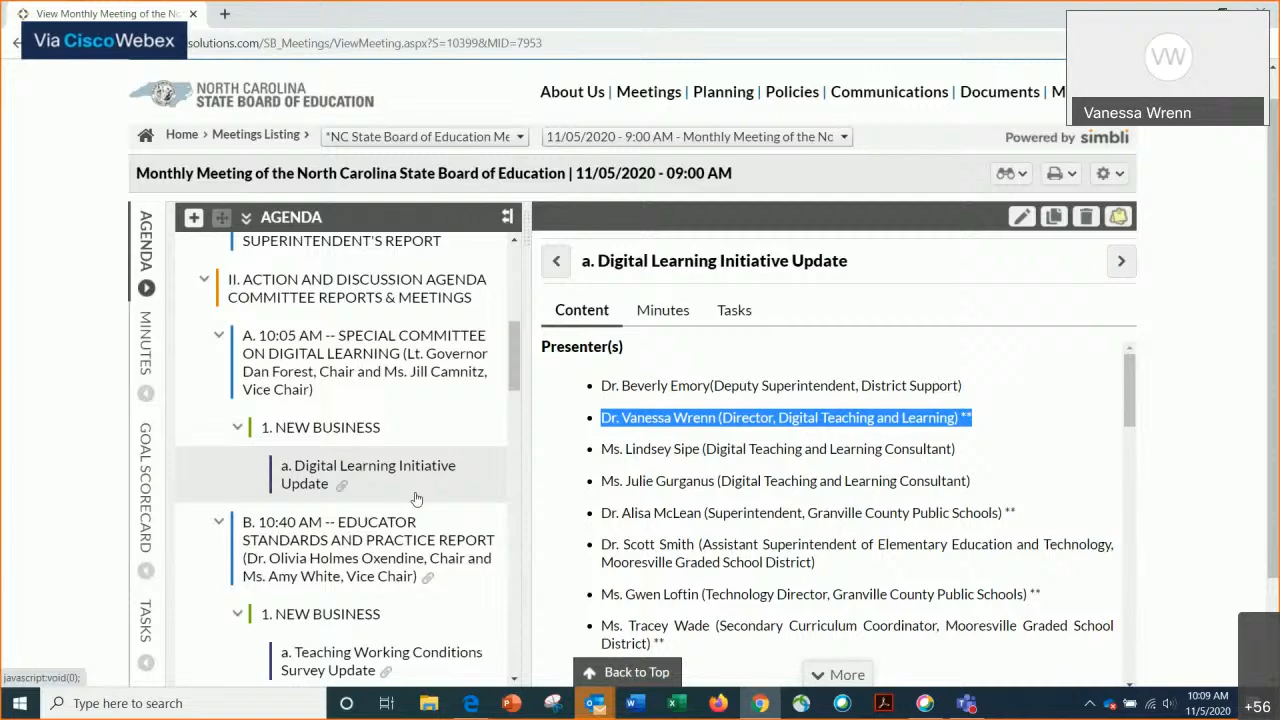 View Monthly Meeting of the No
Via CiscoWebex
solutions.com/SB_Meetings/ViewMeeting.aspx?S=10399&MID=7953
VW
Vanessa Wrenn
NORTH CAROLINA
STATE BOARD OF EDUCATION
About Us | Meetings | Planning | Policies | Communications | Documents | M
Home › Meetings Listing ›
*NC State Board of Education Me
11/05/2020 - 9:00 AM - Monthly Meeting of the Nc
Powered by simbli
Monthly Meeting of the North Carolina State Board of Education | 11/05/2020 - 09:00 AM
AGENDA
MINUTES
GOAL SCORECARD
TASKS
AGENDA
SUPERINTENDENT'S REPORT
II. ACTION AND DISCUSSION AGENDA
COMMITTEE REPORTS & MEETINGS
A. 10:05 AM -- SPECIAL COMMITTEE
ON DIGITAL LEARNING (Lt. Governor
Dan Forest, Chair and Ms. Jill Camnitz,
Vice Chair)
1. NEW BUSINESS
a. Digital Learning Initiative
Update
B. 10:40 AM -- EDUCATOR
STANDARDS AND PRACTICE REPORT
(Dr. Olivia Holmes Oxendine, Chair and
Ms. Amy White, Vice Chair)
1. NEW BUSINESS
a. Teaching Working Conditions
Survey Update
a. Digital Learning Initiative Update
Content Minutes Tasks
Presenter(s)
• Dr. Beverly Emory(Deputy Superintendent, District Support)
• Dr. Vanessa Wrenn (Director, Digital Teaching and Learning) **
• Ms. Lindsey Sipe (Digital Teaching and Learning Consultant)
• Ms. Julie Gurganus (Digital Teaching and Learning Consultant)
• Dr. Alisa McLean (Superintendent, Granville County Public Schools) **
• Dr. Scott Smith (Assistant Superintendent of Elementary Education and Technology,
Mooresville Graded School District)
• Ms. Gwen Loftin (Technology Director, Granville County Public Schools) **
• Ms. Tracey Wade (Secondary Curriculum Coordinator, Mooresville Graded School
District) **
Back to Top
More
javascript:void(0);
Type here to search
10:09 AM
11/5/2020
+56